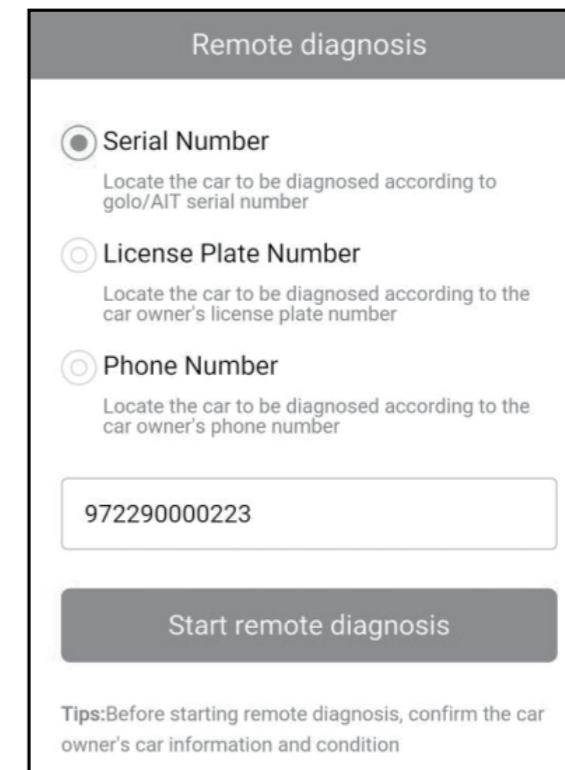 Remote diagnosis
Serial Number
Locate the car to be diagnosed according to
golo/AIT serial number
License Plate Number
Locate the car to be diagnosed according to the
car owner's license plate number
Phone Number
Locate the car to be diagnosed according to the
car owner's phone number
972290000223
Start remote diagnosis
Tips:Before starting remote diagnosis, confirm the car
owner's car information and condition